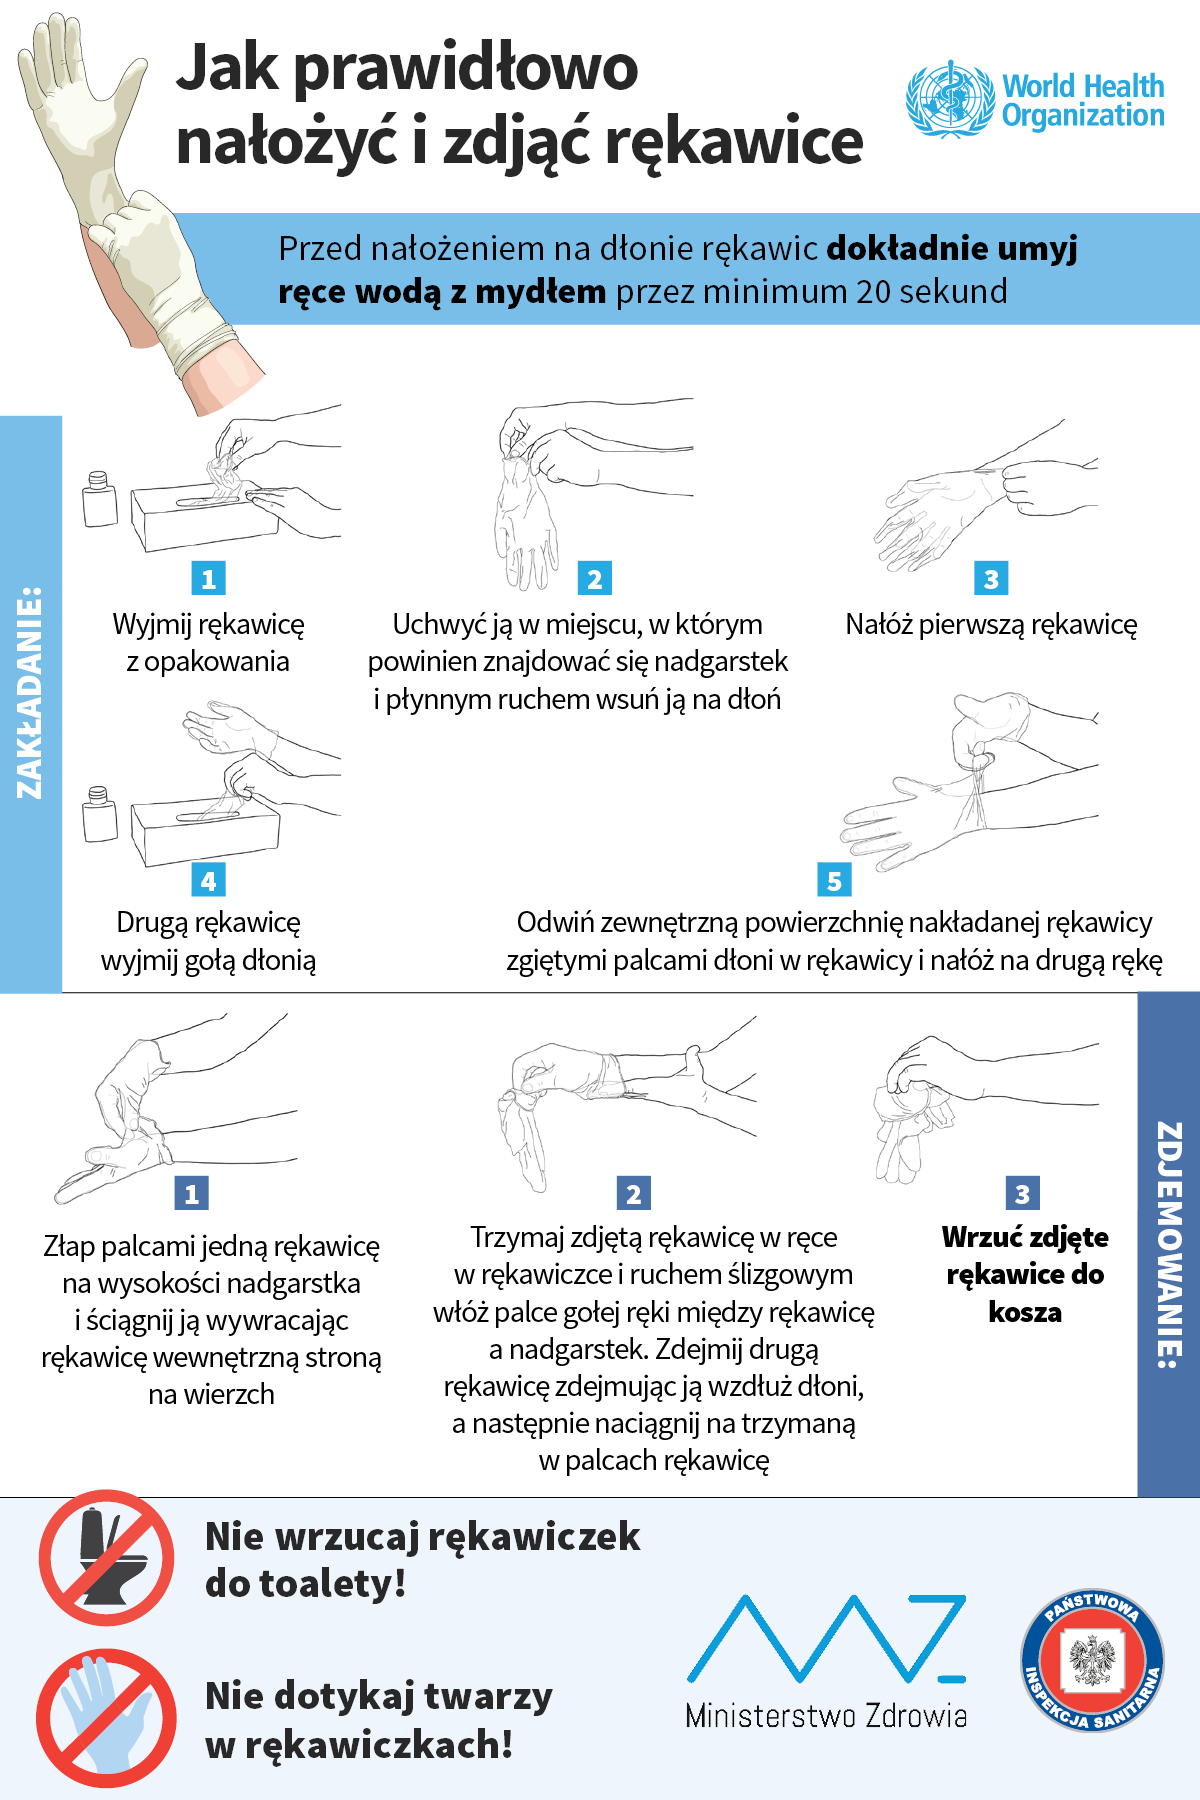 Jak prawidłowo
nałożyć i zdjąć rękawice
World Health
Organization
Przed nałożeniem na dłonie rękawic dokładnie umyj
ręce wodą z mydłem przez minimum 20 sekund
ZAKŁADANIE:
1
Wyjmij rękawicę
z opakowania
2
Uchwyć ją w miejscu, w którym
powinien znajdować się nadgarstek
i płynnym ruchem wsuń ją na dłoń
3
Nałóż pierwszą rękawicę
4
Drugą rękawicę
wyjmij gołą dłonią
5
Odwiń zewnętrzną powierzchnię nakładanej rękawicy
zgiętymi palcami dłoni w rękawicy i nałóż na drugą rękę
ZDJEMOWANIE:
1
Złap palcami jedną rękawicę
na wysokości nadgarstka
i ściągnij ją wywracając
rękawicę wewnętrzną stroną
na wierzch
2
Trzymaj zdjętą rękawicę w ręce
w rękawiczce i ruchem ślizgowym
włóż palce gołej ręki między rękawicę
a nadgarstek. Zdejmij drugą
rękawicę zdejmując ją wzdłuż dłoni,
a następnie naciągnij na trzymaną
w palcach rękawicę
3
Wrzuć zdjęte
rękawice do
kosza
Nie wrzucaj rękawiczek
do toalety!
Nie dotykaj twarzy
w rękawiczkach!
Ministerstwo Zdrowia
PAŃSTWOWA
INSPEKCJA SANITARNA